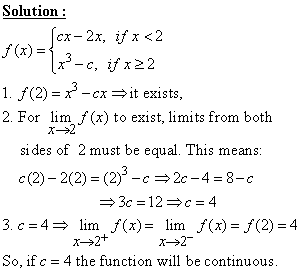 Solution :
f(x) = { cx − 2x, if x < 2
x³ − c, if x ≥ 2
1. f(2) = x³ − cx ⇒ it exists,
2. For lim x→2 f(x) to exist, limits from both
sides of 2 must be equal. This means:
c(2) − 2(2) = (2)³ − c ⇒ 2c − 4 = 8 − c
⇒ 3c = 12 ⇒ c = 4
3. c = 4 ⇒ lim x→2⁺ f(x) = lim x→2⁻ f(x) = f(2) = 4
So, if c = 4 the function will be continuous.